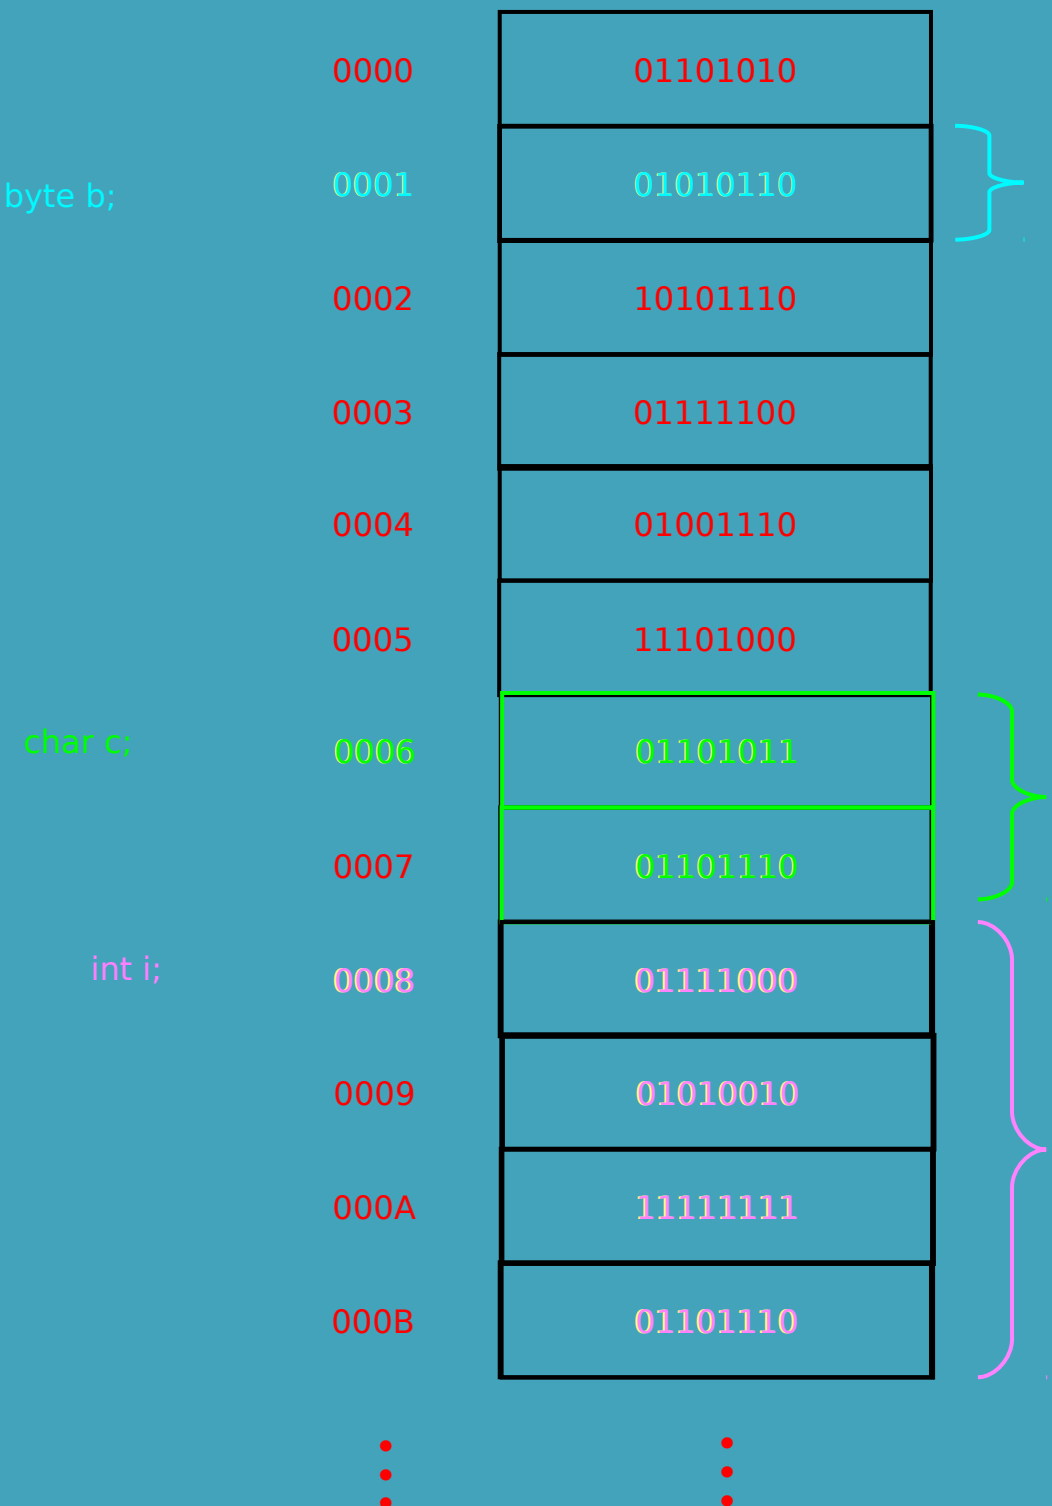 0000 01101010
byte b; 0001 01010110
0002 10101110
0003 01111100
0004 01001110
0005 11101000
char c; 0006 01101011
0007 01101110
int i; 0008 01111000
0009 01010010
000A 11111111
000B 01101110